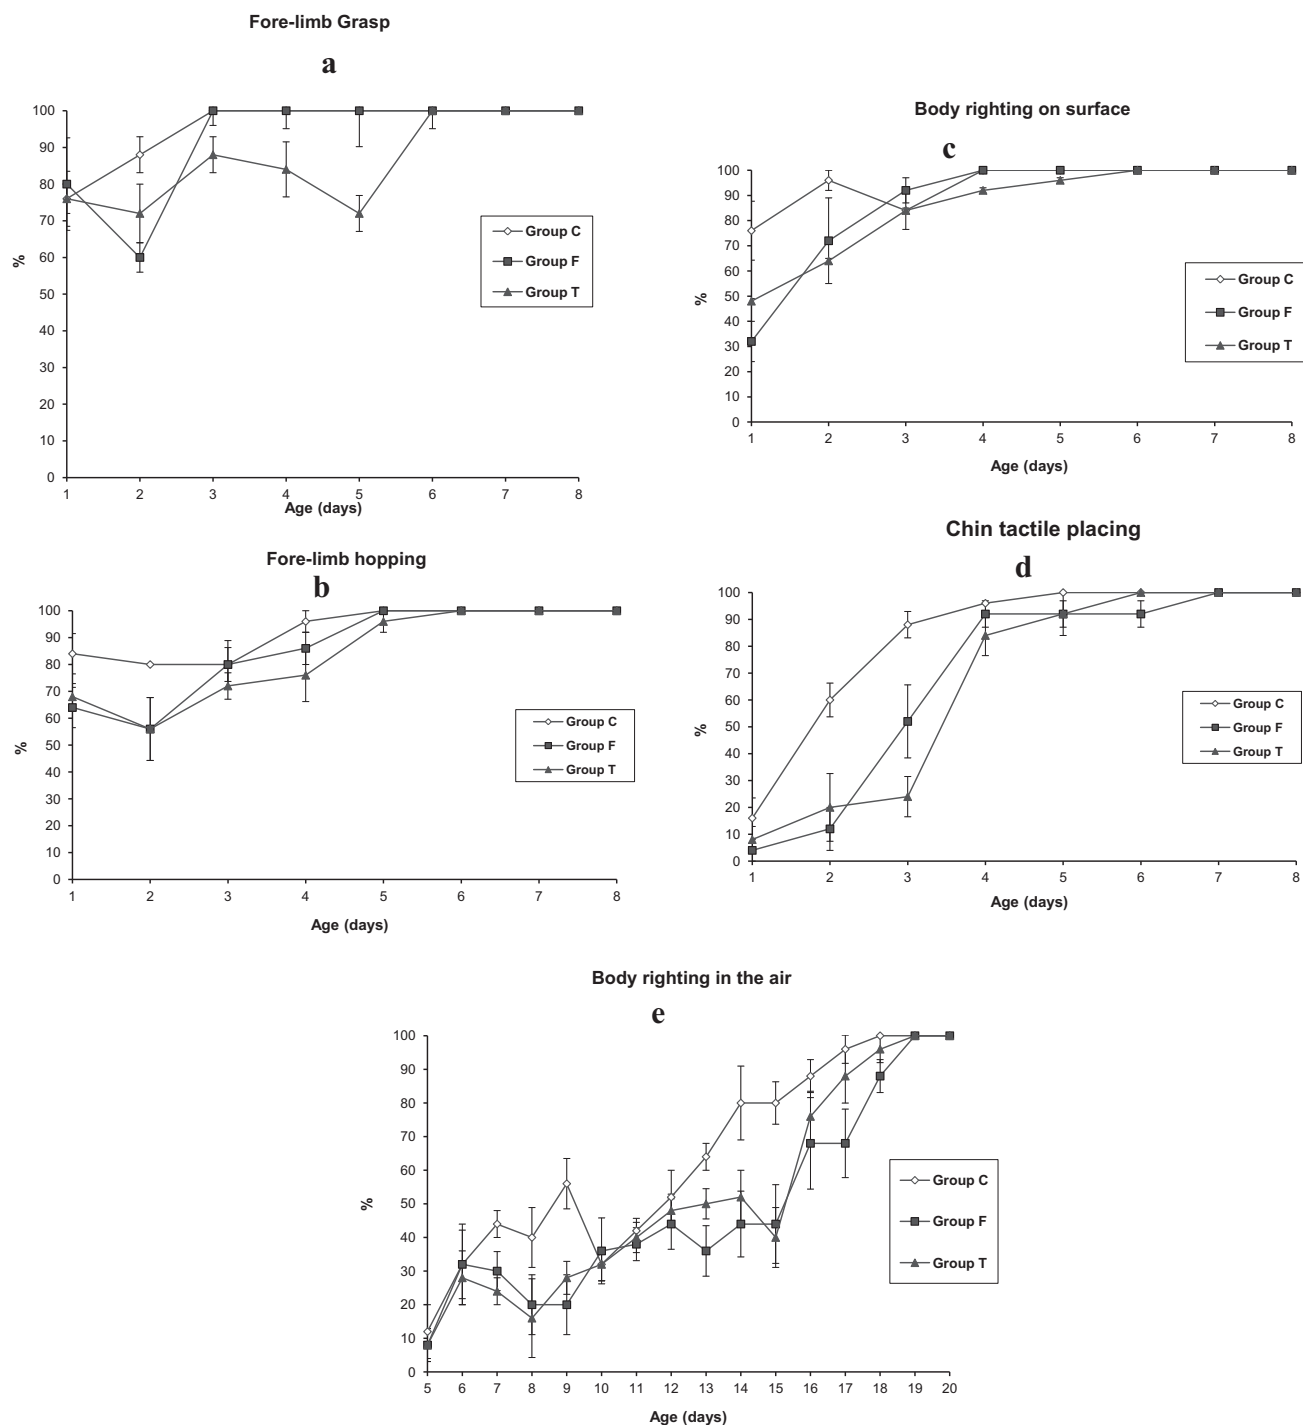 Fore-limb Grasp
a
100
90
80
70
60
50
40
30
20
10
0
%
1 2 3 4 5 6 7 8
Age (days)
Group C
Group F
Group T
Body righting on surface
c
100
90
80
70
60
50
40
30
20
10
0
%
1 2 3 4 5 6 7 8
Age (days)
Group C
Group F
Group T
Fore-limb hopping
b
100
90
80
70
60
50
40
30
20
10
0
%
1 2 3 4 5 6 7 8
Age (days)
Group C
Group F
Group T
Chin tactile placing
d
100
90
80
70
60
50
40
30
20
10
0
%
1 2 3 4 5 6 7 8
Age (days)
Group C
Group F
Group T
Body righting in the air
e
100
90
80
70
60
50
40
30
20
10
0
%
5 6 7 8 9 10 11 12 13 14 15 16 17 18 19 20
Age (days)
Group C
Group F
Group T